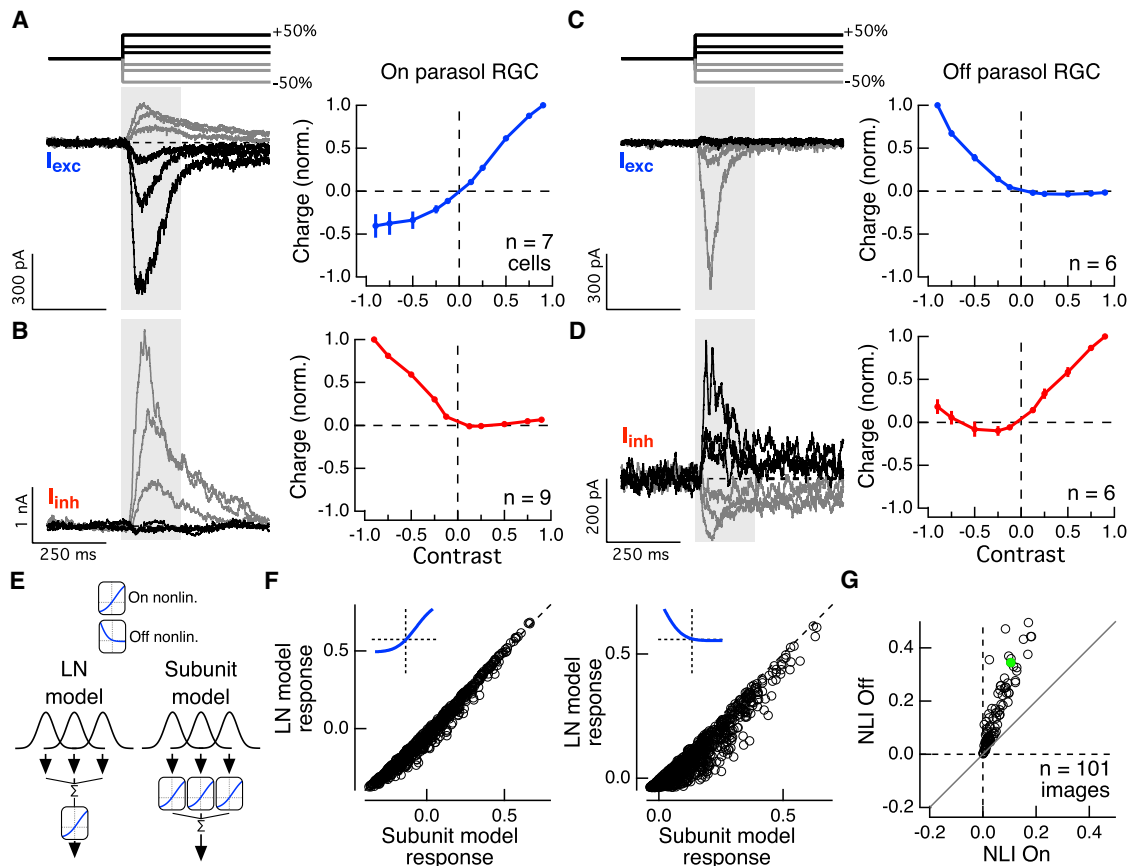 A
+50%
-50%
On parasol RGC
I exc
300 pA
Charge (norm.)
1.0
0.5
0.0
-0.5
-1.0
n = 7
cells
-1.0 -0.5 0.0 0.5 1.0
B
I inh
1 nA
250 ms
Charge (norm.)
1.0
0.5
0.0
-0.5
-1.0
n = 9
-1.0 -0.5 0.0 0.5 1.0
Contrast
C
+50%
-50%
Off parasol RGC
I exc
300 pA
Charge (norm.)
1.0
0.5
0.0
-0.5
-1.0
n = 6
-1.0 -0.5 0.0 0.5 1.0
D
I inh
200 pA
250 ms
Charge (norm.)
1.0
0.5
0.0
-0.5
-1.0
n = 6
-1.0 -0.5 0.0 0.5 1.0
Contrast
E
On nonlin.
Off nonlin.
LN
model
Subunit
model
Σ
Σ
F
LN model
response
0.5
0.0
0.0 0.5
Subunit model
response
LN model
response
0.5
0.0
0.0 0.5
Subunit model
response
G
NLI Off
0.4
0.2
0.0
-0.2
n = 101
images
-0.2 0.0 0.2 0.4
NLI On